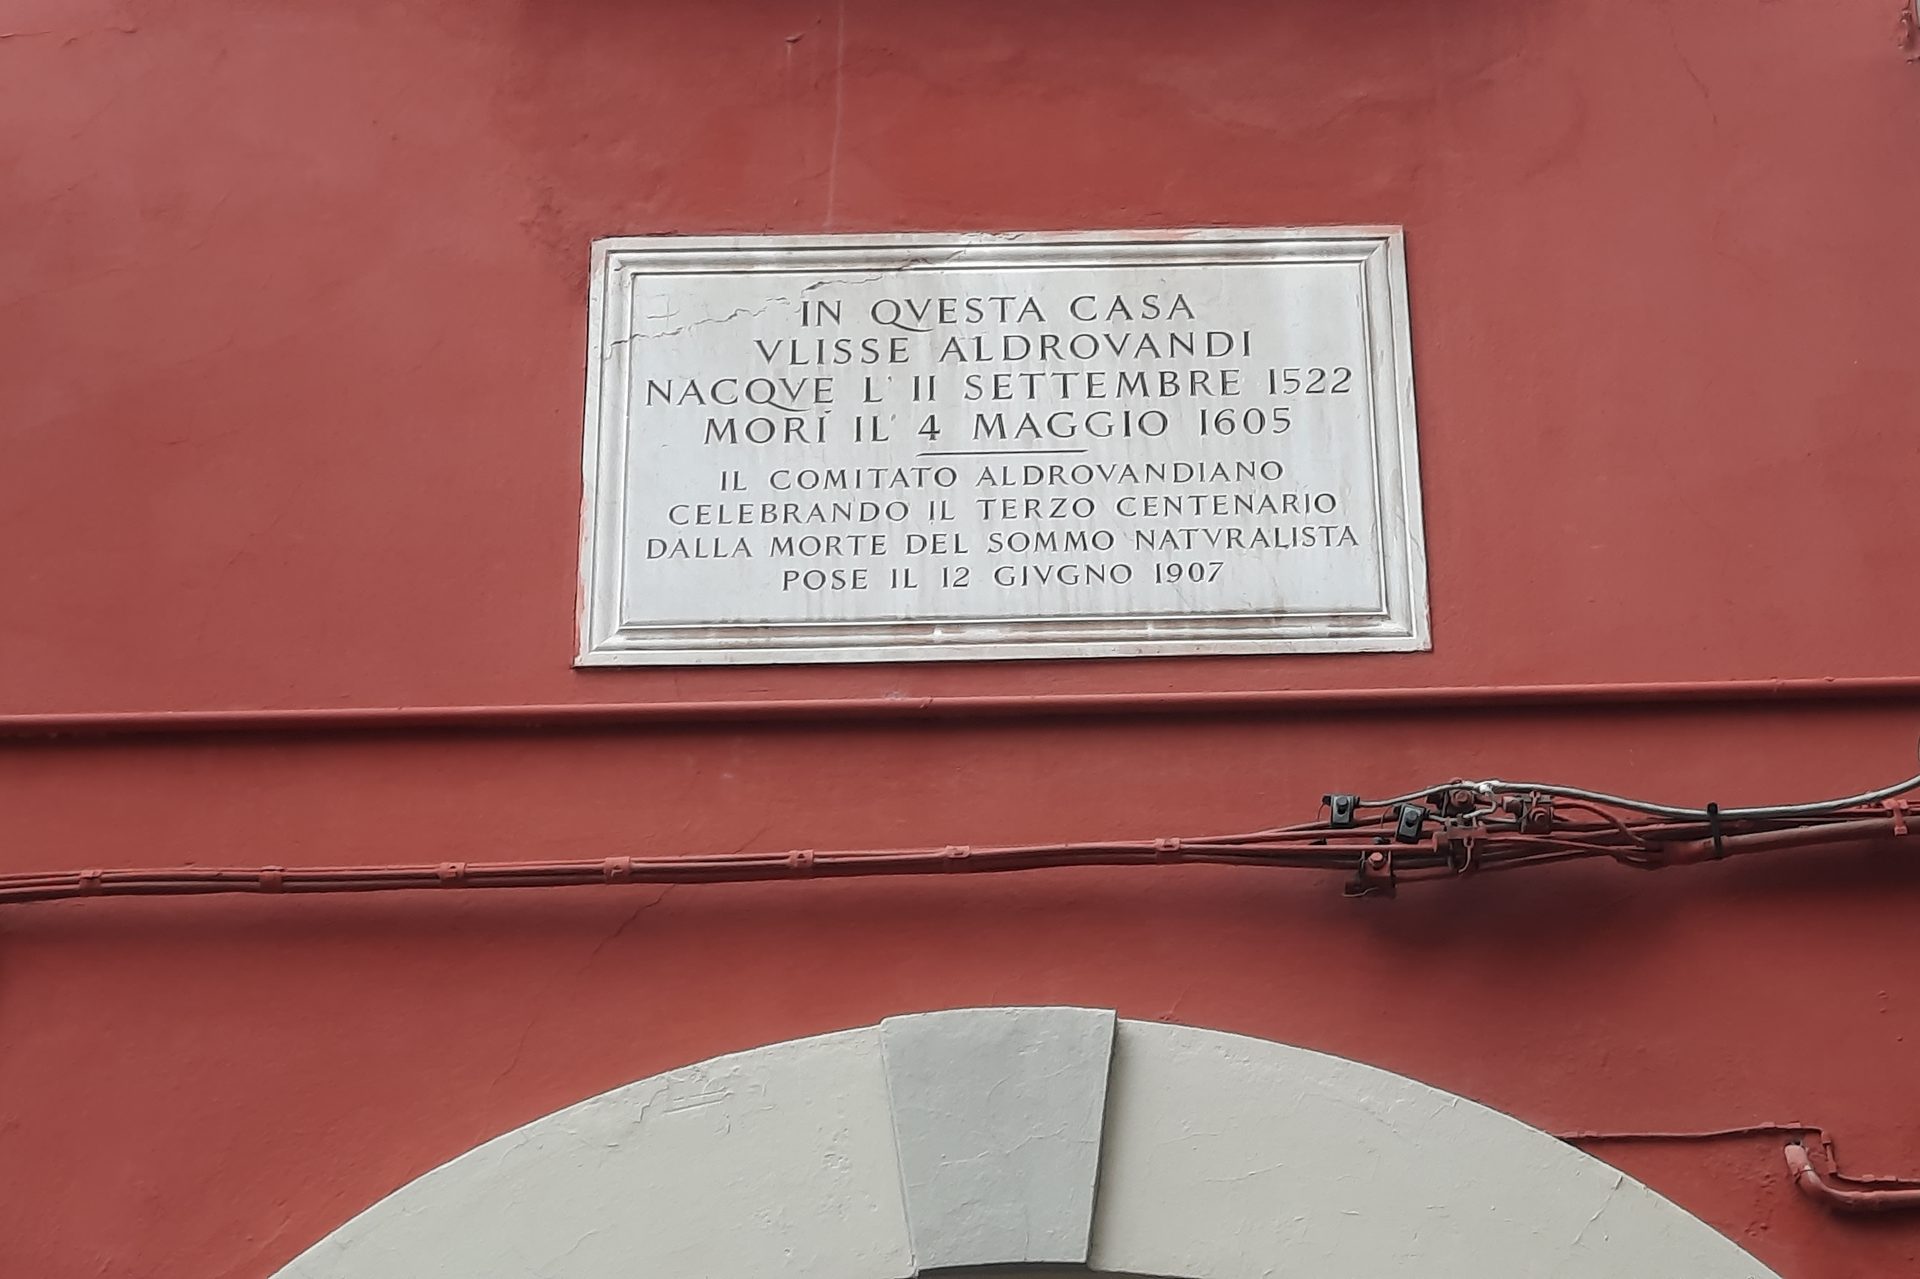 IN QVESTA CASA
VLISSE ALDROVANDI
NACQVE L' 11 SETTEMBRE 1522
MORÌ IL 4 MAGGIO 1605
IL COMITATO ALDROVANDIANO
CELEBRANDO IL TERZO CENTENARIO
DALLA MORTE DEL SOMMO NATVRALISTA
POSE IL 12 GIVGNO 1907